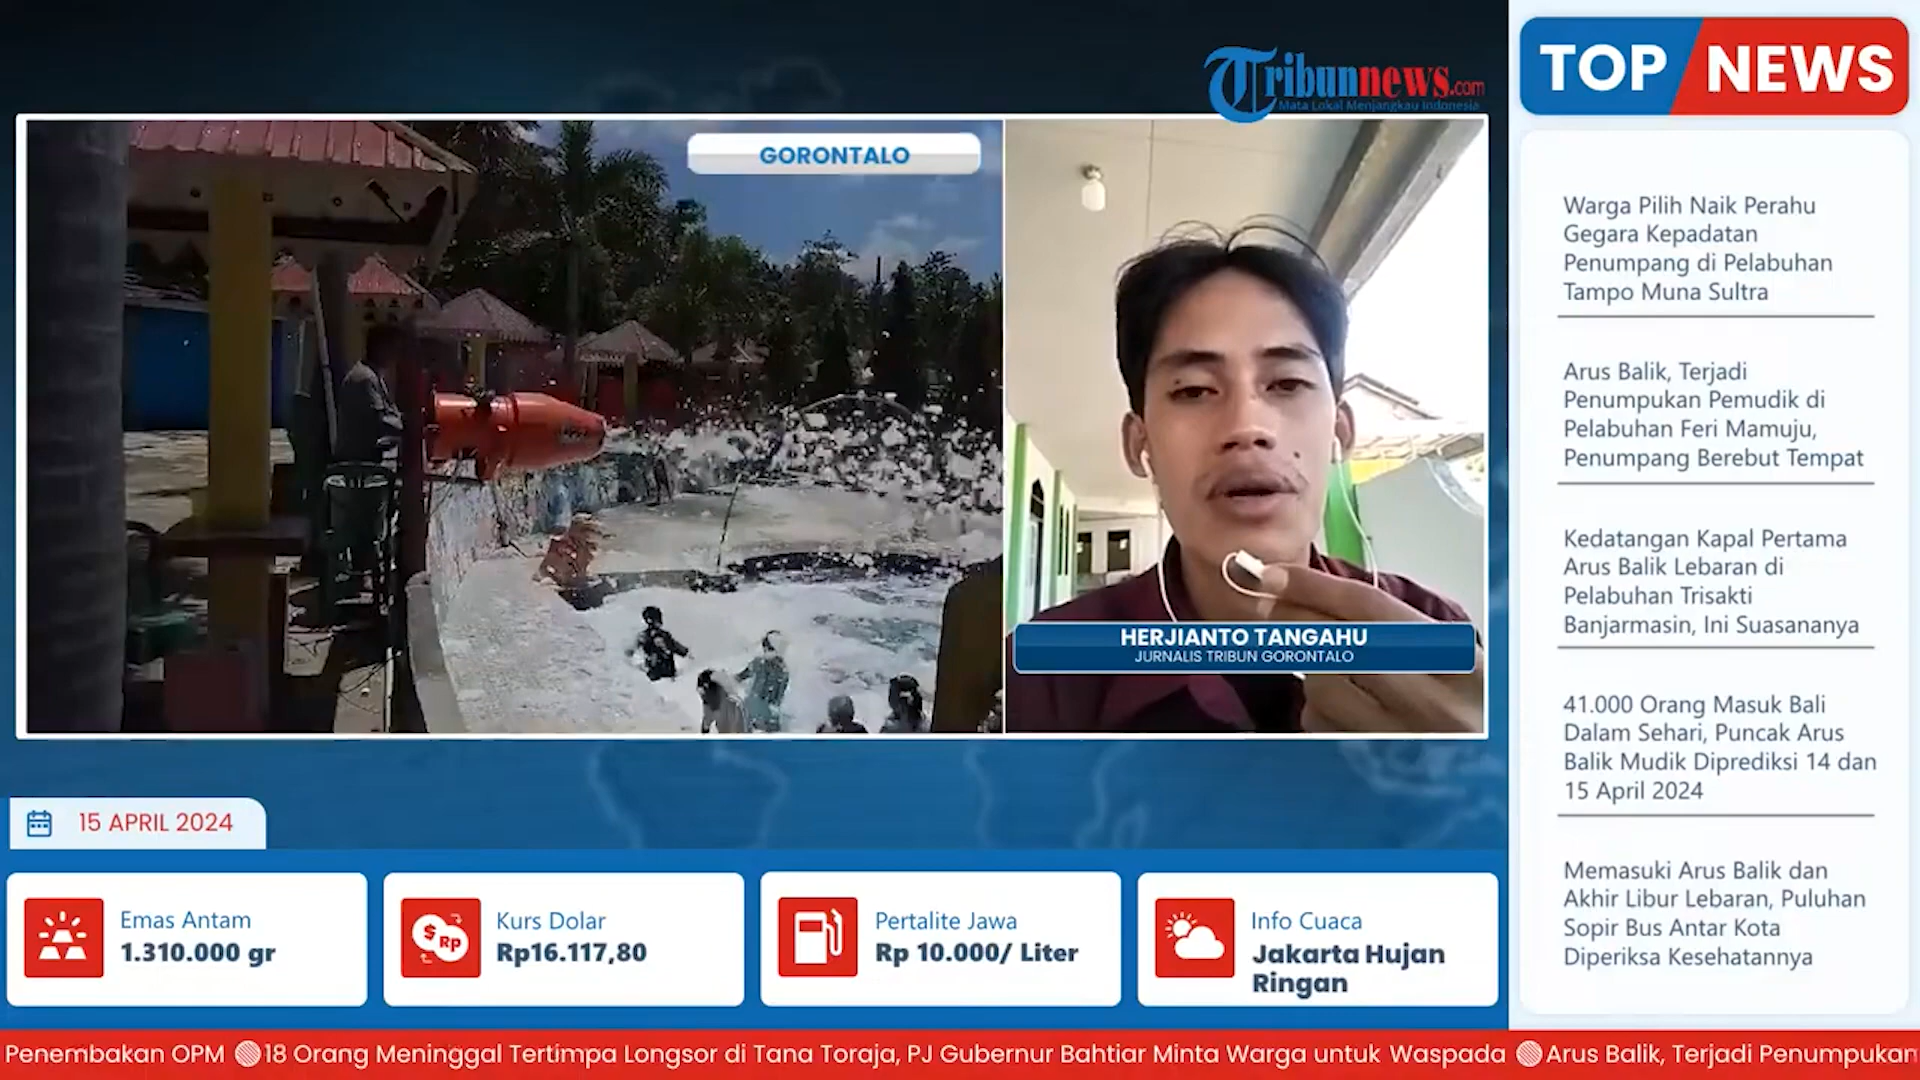 Tribunnews.com
Mata Lokal Menjangkau Indonesia
TOP NEWS
GORONTALO
HERJIANTO TANGAHU
JURNALIS TRIBUN GORONTALO
Warga Pilih Naik Perahu
Gegara Kepadatan
Penumpang di Pelabuhan
Tampo Muna Sultra
Arus Balik, Terjadi
Penumpukan Pemudik di
Pelabuhan Feri Mamuju,
Penumpang Berebut Tempat
Kedatangan Kapal Pertama
Arus Balik Lebaran di
Pelabuhan Trisakti
Banjarmasin, Ini Suasananya
41.000 Orang Masuk Bali
Dalam Sehari, Puncak Arus
Balik Mudik Diprediksi 14 dan
15 April 2024
Memasuki Arus Balik dan
Akhir Libur Lebaran, Puluhan
Sopir Bus Antar Kota
Diperiksa Kesehatannya
15 APRIL 2024
Emas Antam
1.310.000 gr
$ Rp
Kurs Dolar
Rp16.117,80
Pertalite Jawa
Rp 10.000/ Liter
Info Cuaca
Jakarta Hujan
Ringan
Penembakan OPM 18 Orang Meninggal Tertimpa Longsor di Tana Toraja, PJ Gubernur Bahtiar Minta Warga untuk Waspada Arus Balik, Terjadi Penumpukan